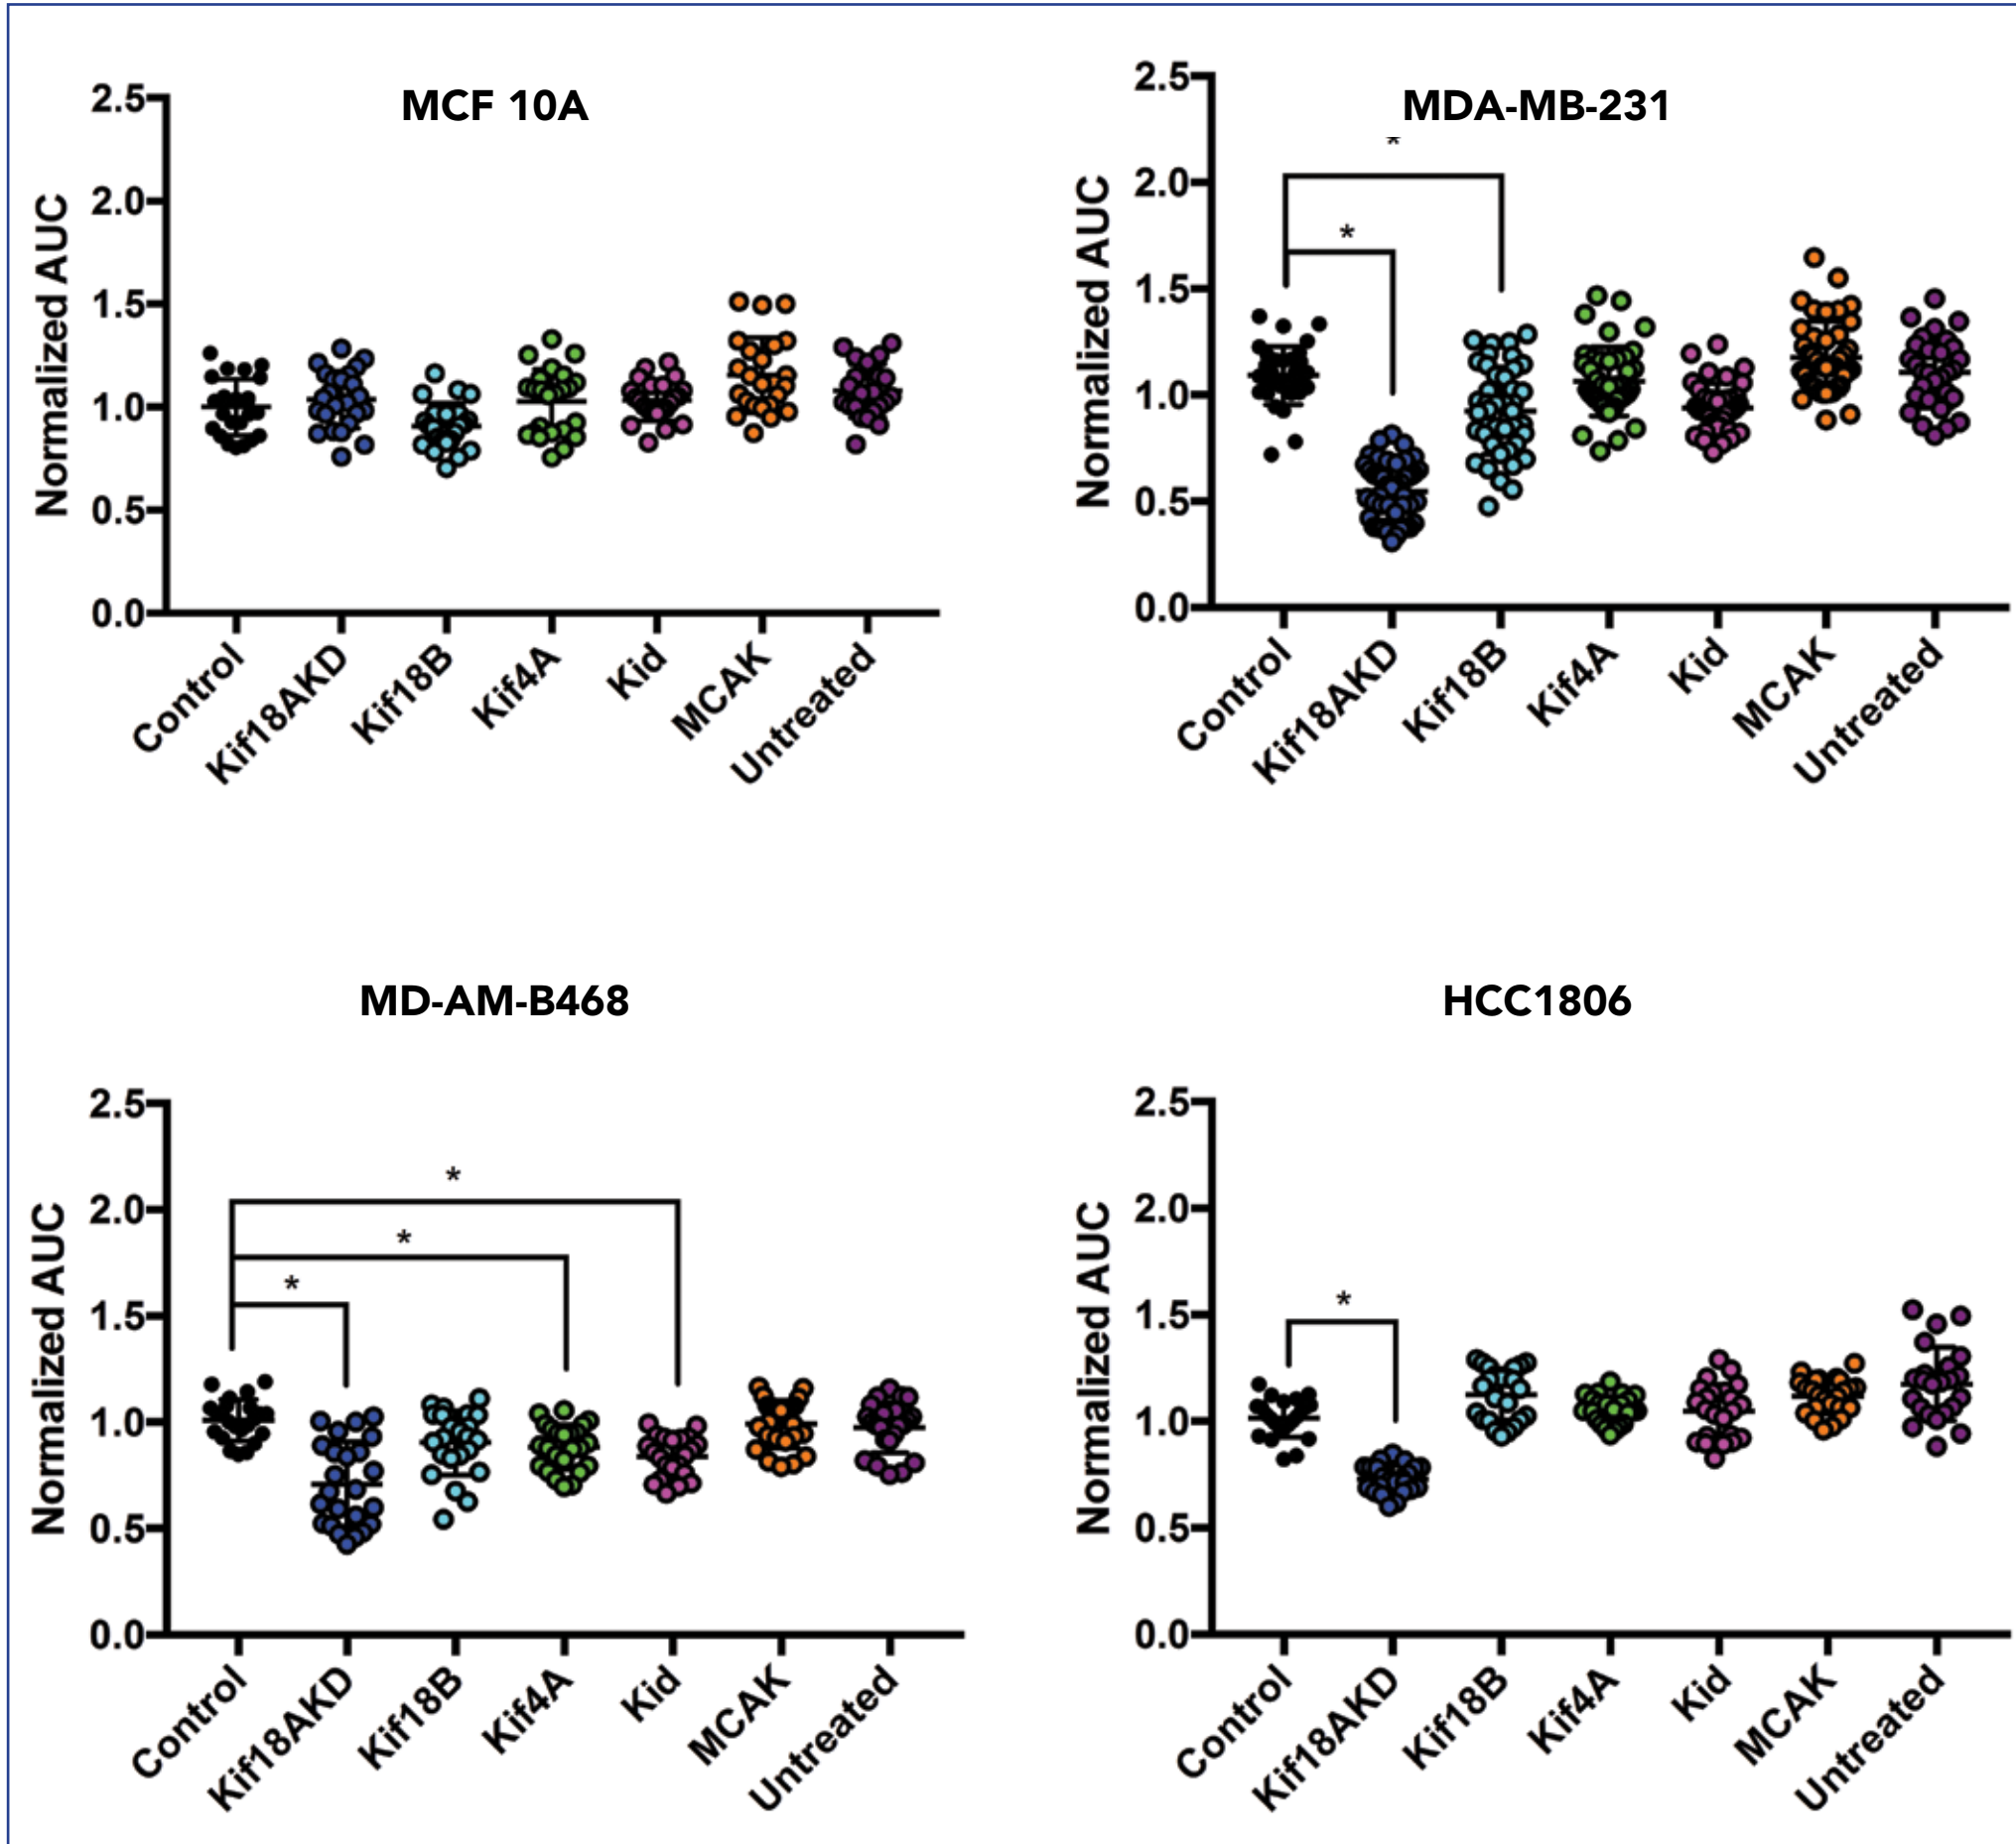 MCF 10A
Normalized AUC
2.5
2.0
1.5
1.0
0.5
0.0
Control
Kif18AKD
Kif18B
Kif4A
Kid
MCAK
Untreated
MDA-MB-231
*
*
Normalized AUC
2.5
2.0
1.5
1.0
0.5
0.0
Control
Kif18AKD
Kif18B
Kif4A
Kid
MCAK
Untreated
MD-AM-B468
*
*
*
Normalized AUC
2.5
2.0
1.5
1.0
0.5
0.0
Control
Kif18AKD
Kif18B
Kif4A
Kid
MCAK
Untreated
HCC1806
*
Normalized AUC
2.5
2.0
1.5
1.0
0.5
0.0
Control
Kif18AKD
Kif18B
Kif4A
Kid
MCAK
Untreated